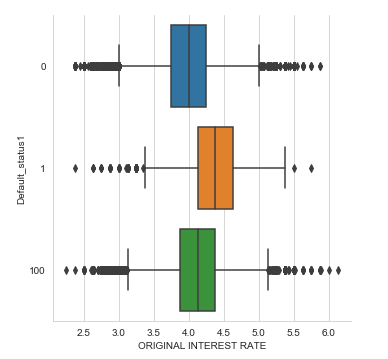 0
1
100
Default_status1
2.5 3.0 3.5 4.0 4.5 5.0 5.5 6.0
ORIGINAL INTEREST RATE